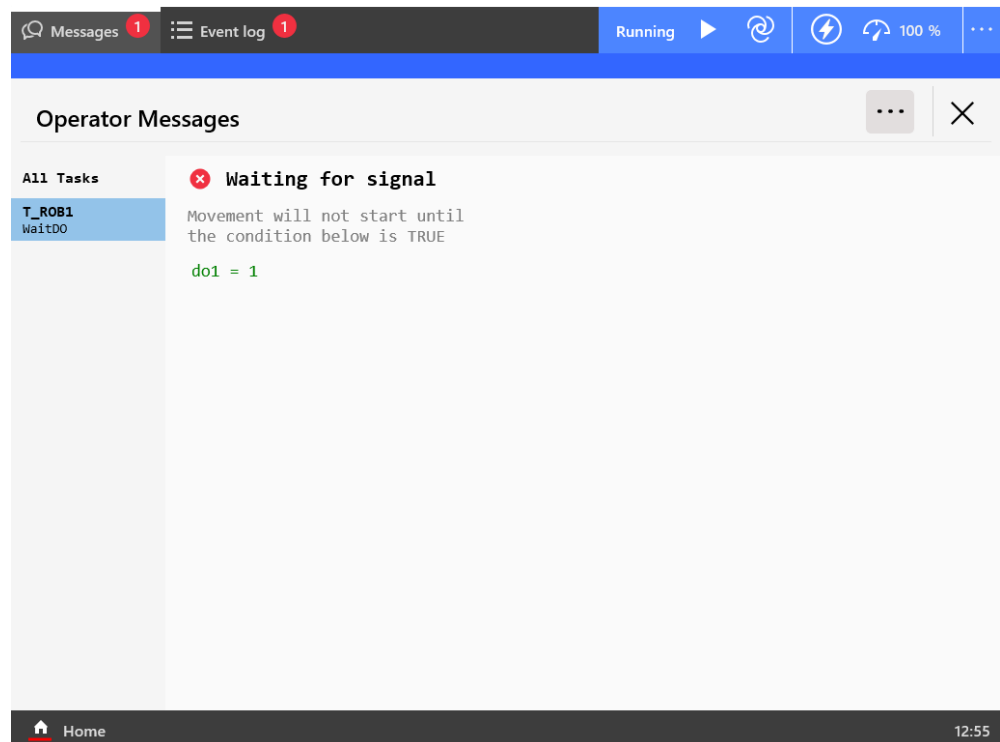 Messages 1 Event log 1 Running 100 % ...
Operator Messages ...
All Tasks
T_ROB1
WaitDO
Waiting for signal
Movement will not start until
the condition below is TRUE
do1 = 1
Home 12:55